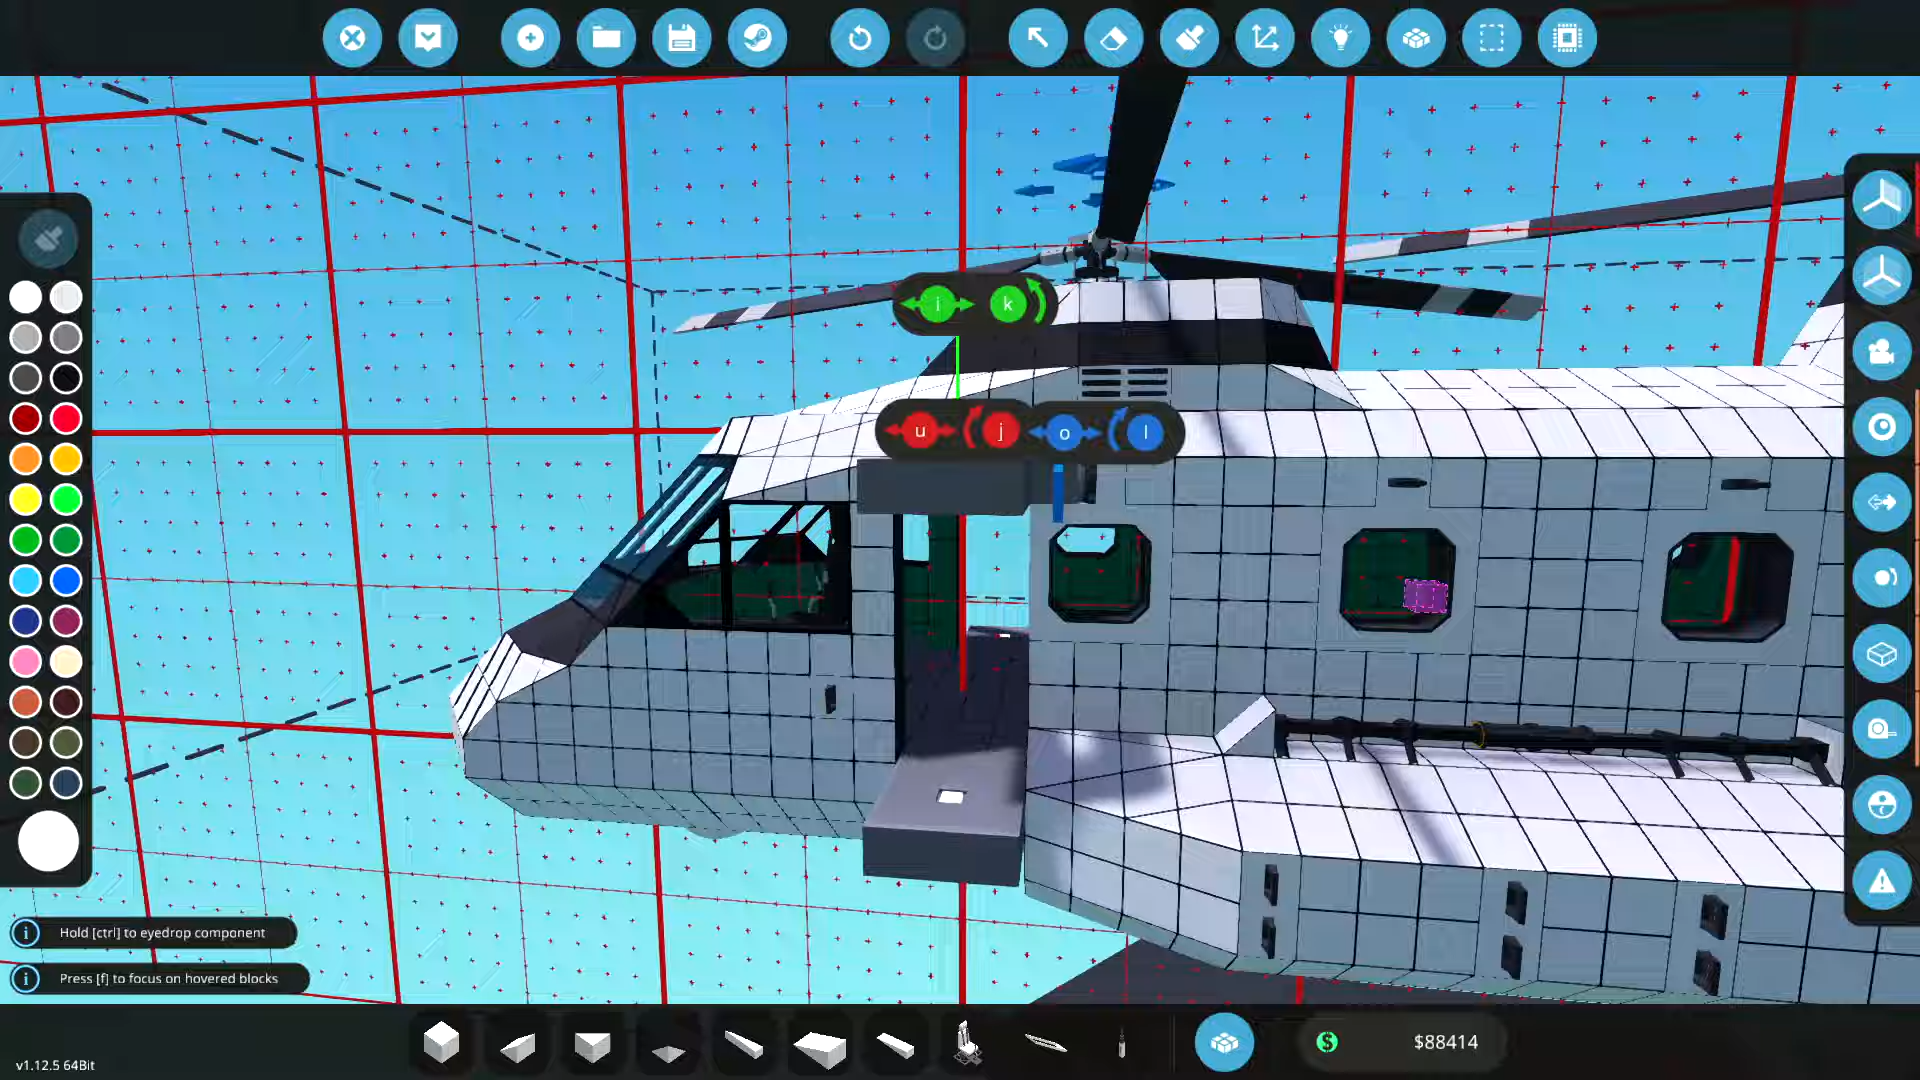 i k
u j o l
Hold [ctrl] to eyedrop component
Press [f] to focus on hovered blocks
$ $88414
v1.12.5 64Bit